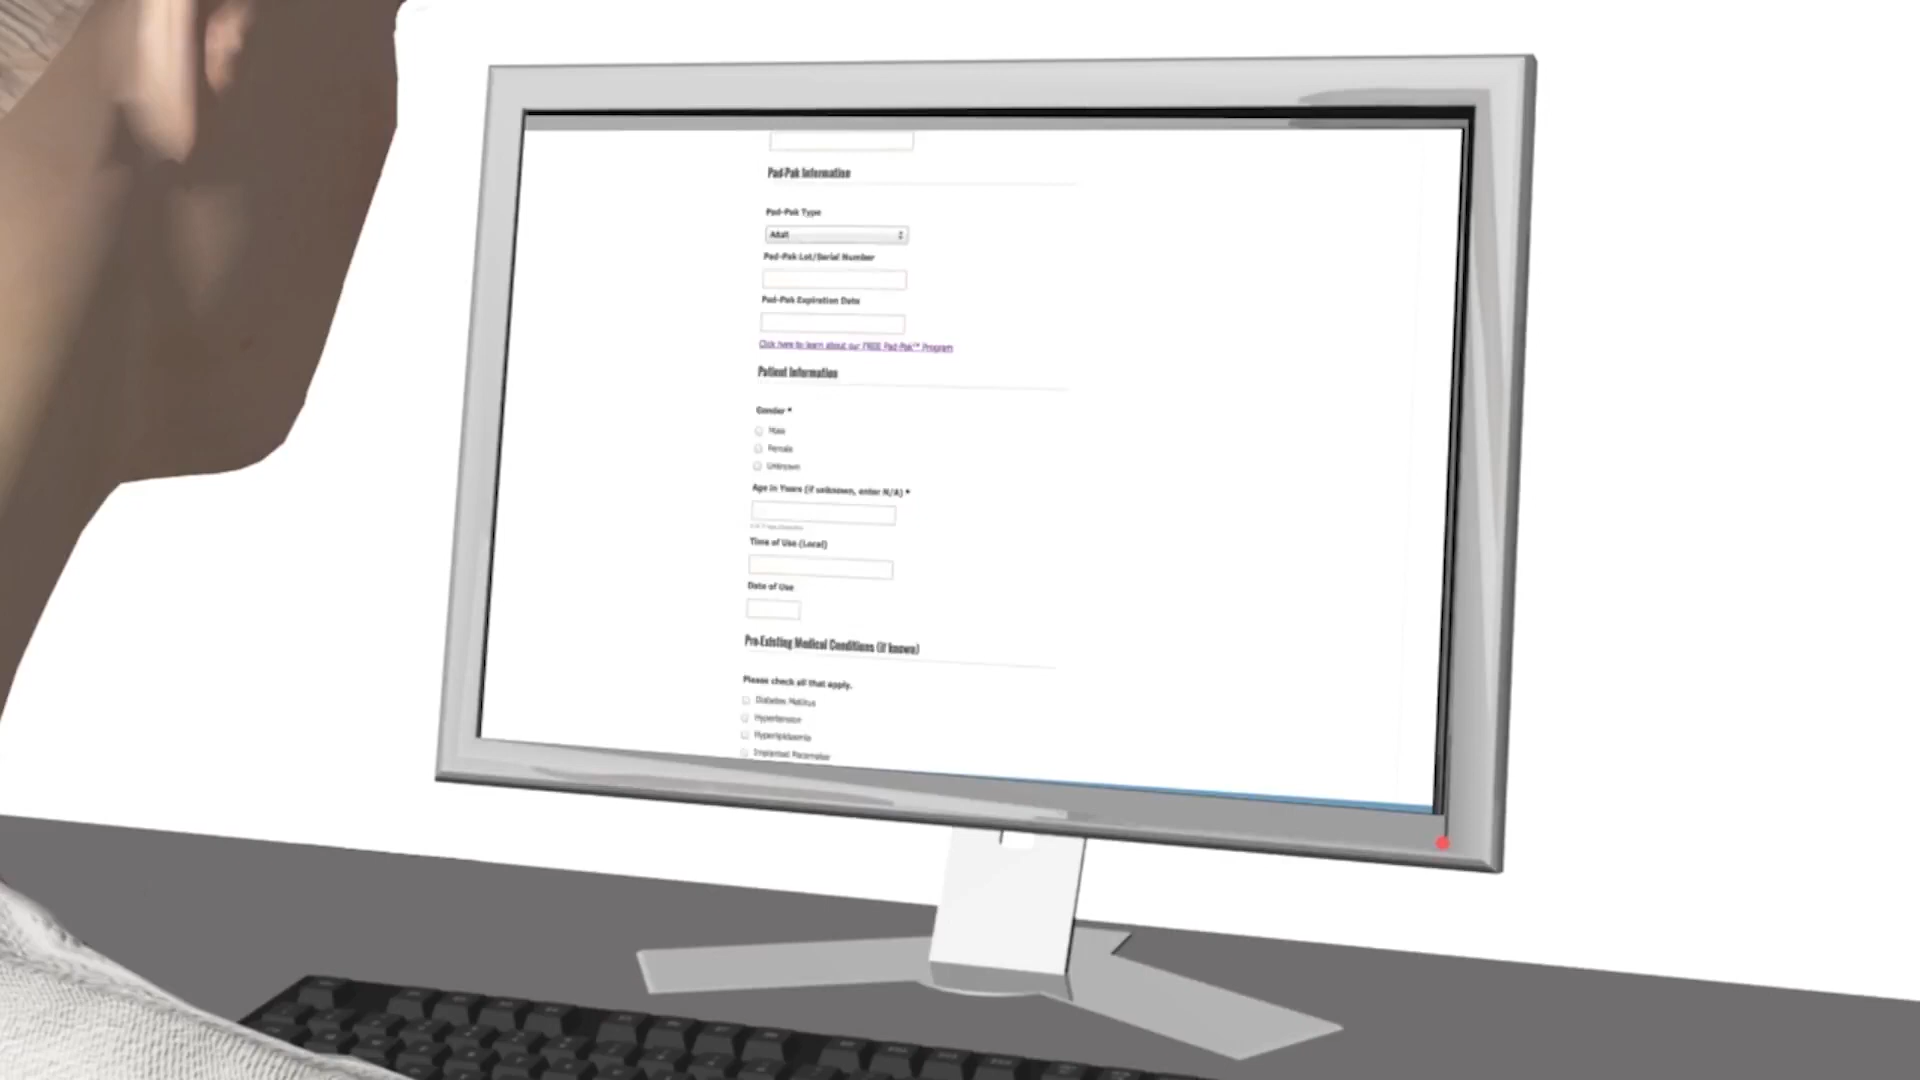 Pad-Pak Information
Pad-Pak Type
Adult
Pad-Pak Lot/Serial Number
Pad-Pak Expiration Date
Click here to learn about our FREE Pad-Pak™ Program
Patient Information
Gender *
Male
Female
Unknown
Age in Years (if unknown, enter N/A) *
Time of Use (Local)
Date of Use
Pre-Existing Medical Conditions (if known)
Please check all that apply.
Diabetes Mellitus
Hypertension
Hyperlipidaemia
Implanted Pacemaker